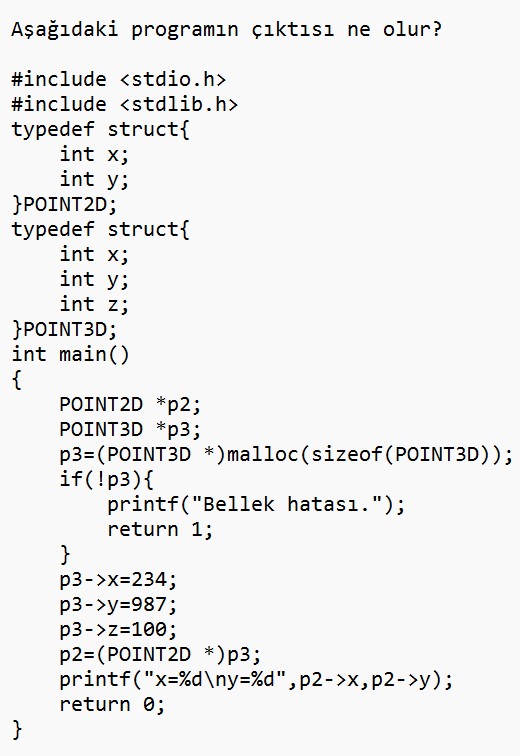 Aşağıdaki programın çıktısı ne olur?

#include <stdio.h>
#include <stdlib.h>
typedef struct{
    int x;
    int y;
}POINT2D;
typedef struct{
    int x;
    int y;
    int z;
}POINT3D;
int main()
{
    POINT2D *p2;
    POINT3D *p3;
    p3=(POINT3D *)malloc(sizeof(POINT3D));
    if(!p3){
        printf("Bellek hatası.");
        return 1;
    }
    p3->x=234;
    p3->y=987;
    p3->z=100;
    p2=(POINT2D *)p3;
    printf("x=%d\ny=%d",p2->x,p2->y);
    return 0;
}